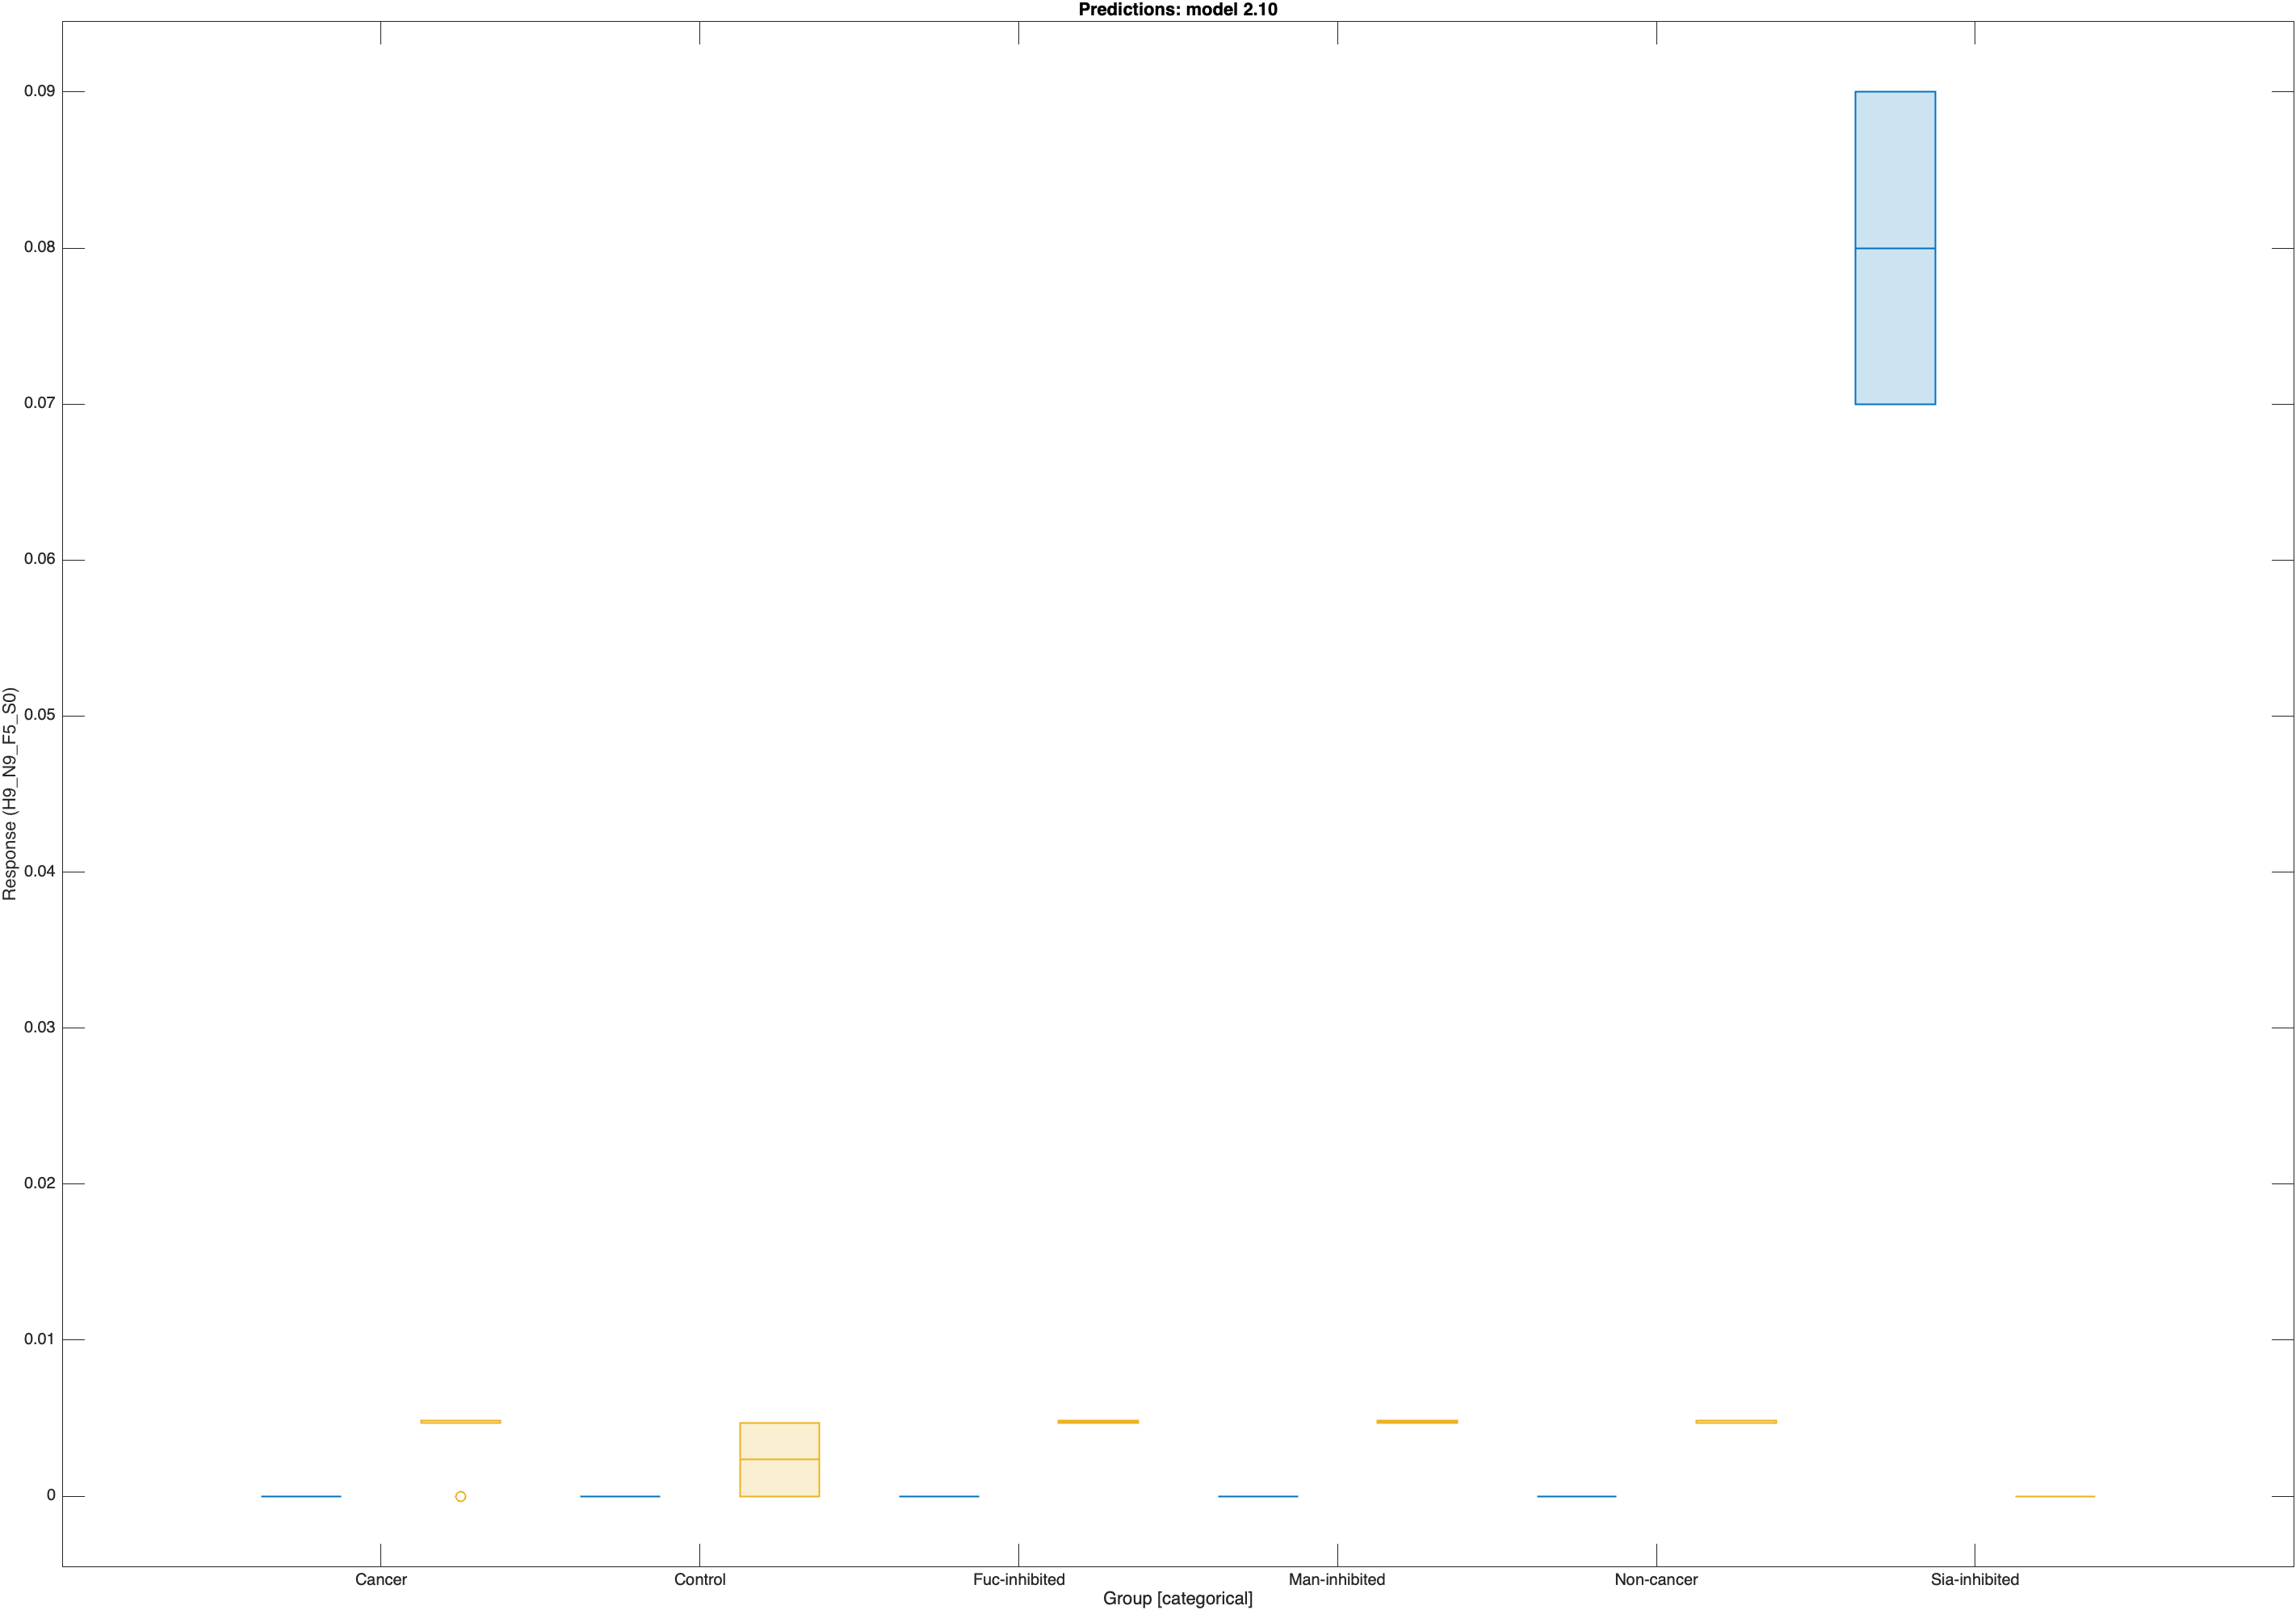 Predictions: model 2.10
0.09
0.08
0.07
0.06
0.05
0.04
0.03
0.02
0.01
0
Response (H9_N9_F5_S0)
Cancer Control Fuc-inhibited Man-inhibited Non-cancer Sia-inhibited
Group [categorical]